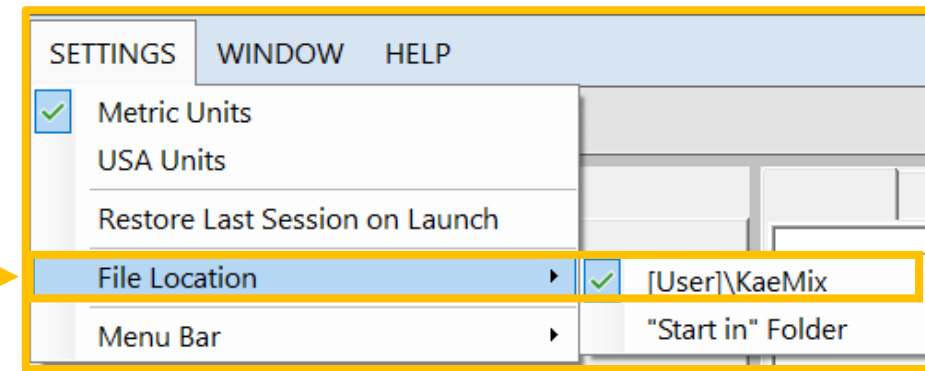 SETTINGS WINDOW HELP
Metric Units
USA Units
Restore Last Session on Launch
File Location
[User]\KaeMix
"Start in" Folder
Menu Bar